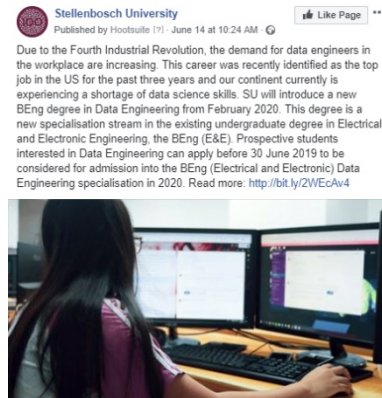 Stellenbosch University
Like Page
Published by Hootsuite [?] · June 14 at 10:24 AM ·
Due to the Fourth Industrial Revolution, the demand for data engineers in
the workplace are increasing. This career was recently identified as the top
job in the US for the past three years and our continent currently is
experiencing a shortage of data science skills. SU will introduce a new
BEng degree in Data Engineering from February 2020. This degree is a
new specialisation stream in the existing undergraduate degree in Electrical
and Electronic Engineering, the BEng (E&E). Prospective students
interested in Data Engineering can apply before 30 June 2019 to be
considered for admission into the BEng (Electrical and Electronic) Data
Engineering specialisation in 2020. Read more: http://bit.ly/2WEcAv4